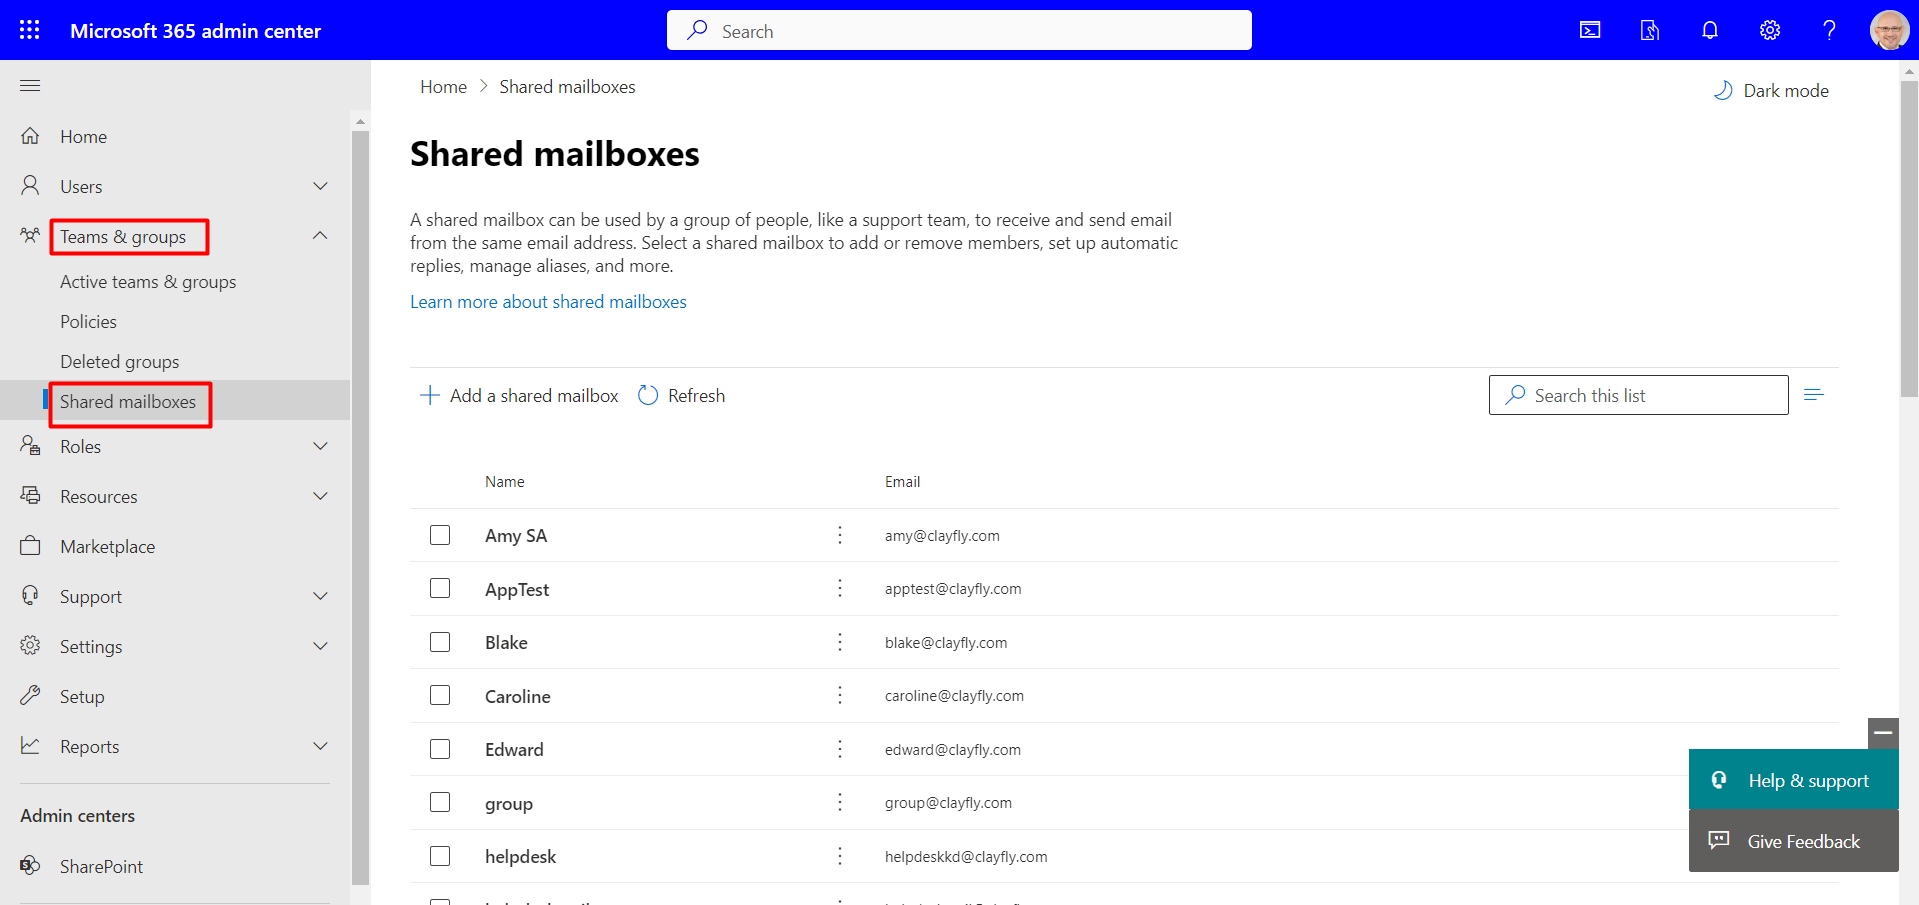 Microsoft 365 admin center
Search
Home
Users
Teams & groups
Active teams & groups
Policies
Deleted groups
Shared mailboxes
Roles
Resources
Marketplace
Support
Settings
Setup
Reports
Admin centers
SharePoint
Home > Shared mailboxes
Dark mode
Shared mailboxes
A shared mailbox can be used by a group of people, like a support team, to receive and send email
from the same email address. Select a shared mailbox to add or remove members, set up automatic
replies, manage aliases, and more.
Learn more about shared mailboxes
Add a shared mailbox Refresh
Search this list
Name Email
Amy SA amy@clayfly.com
AppTest apptest@clayfly.com
Blake blake@clayfly.com
Caroline caroline@clayfly.com
Edward edward@clayfly.com
group group@clayfly.com
helpdesk helpdeskkd@clayfly.com
Help & support
Give Feedback